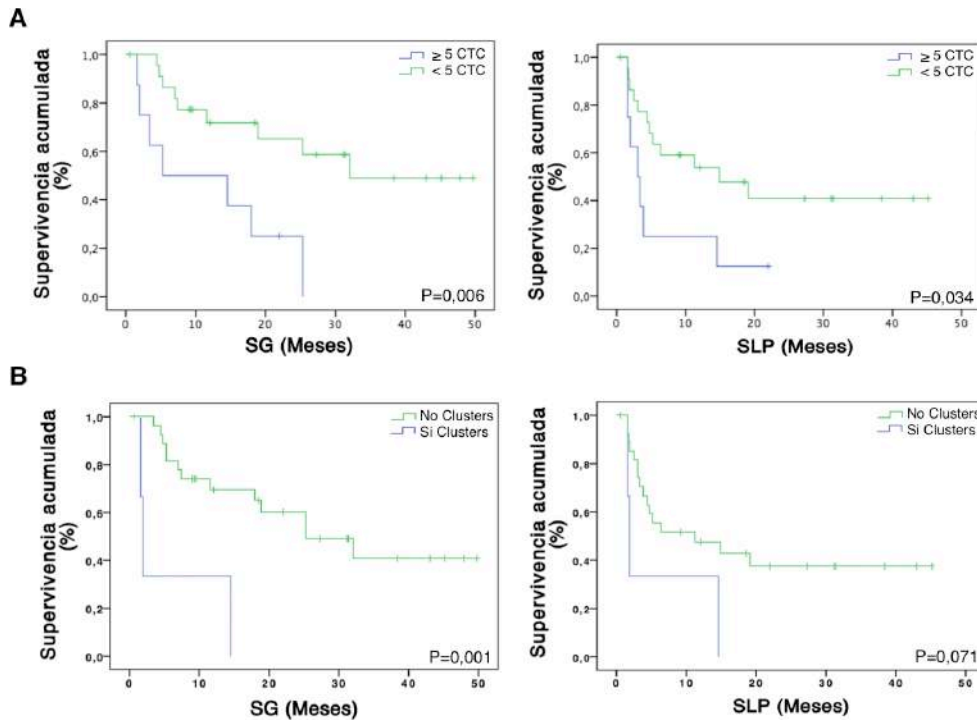 A
Supervivencia acumulada
(%)
1,0
0,8
0,6
0,4
0,2
0,0
≥ 5 CTC
< 5 CTC
P=0,006
0 10 20 30 40 50
SG (Meses)
Supervivencia acumulada
(%)
1,0
0,8
0,6
0,4
0,2
0,0
≥ 5 CTC
< 5 CTC
P=0,034
0 10 20 30 40 50
SLP (Meses)
B
Supervivencia acumulada
(%)
1,0
0,8
0,6
0,4
0,2
0,0
No Clusters
Si Clusters
P=0,001
0 10 20 30 40 50
SG (Meses)
Supervivencia acumulada
(%)
1,0
0,8
0,6
0,4
0,2
0,0
No Clusters
Si Clusters
P=0,071
0 10 20 30 40 50
SLP (Meses)